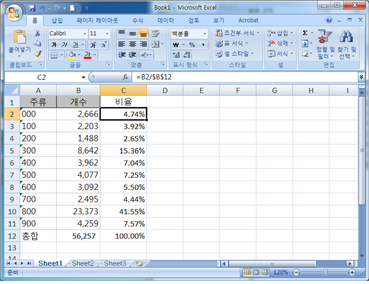 Book1 - Microsoft Excel
홈 삽입 페이지 레이아웃 수식 데이터 검토 보기 Acrobat
붙여넣기
Calibri 11
가 가 가
백분율
조건부 서식
표 서식
셀 스타일
삽입
삭제
서식
정렬 및 필터
찾기 및 선택
클립보드 글꼴 맞춤 표시 형식 스타일 셀 편집
C2 fx =B2/$B$12
A B C D E F G H I
1 주류 개수 비율
2 000 2,666 4.74%
3 100 2,203 3.92%
4 200 1,488 2.65%
5 300 8,642 15.36%
6 400 3,962 7.04%
7 500 4,077 7.25%
8 600 3,092 5.50%
9 700 2,495 4.44%
10 800 23,373 41.55%
11 900 4,259 7.57%
12 총합 56,257 100.00%
13
Sheet1 Sheet2 Sheet3
준비 120%